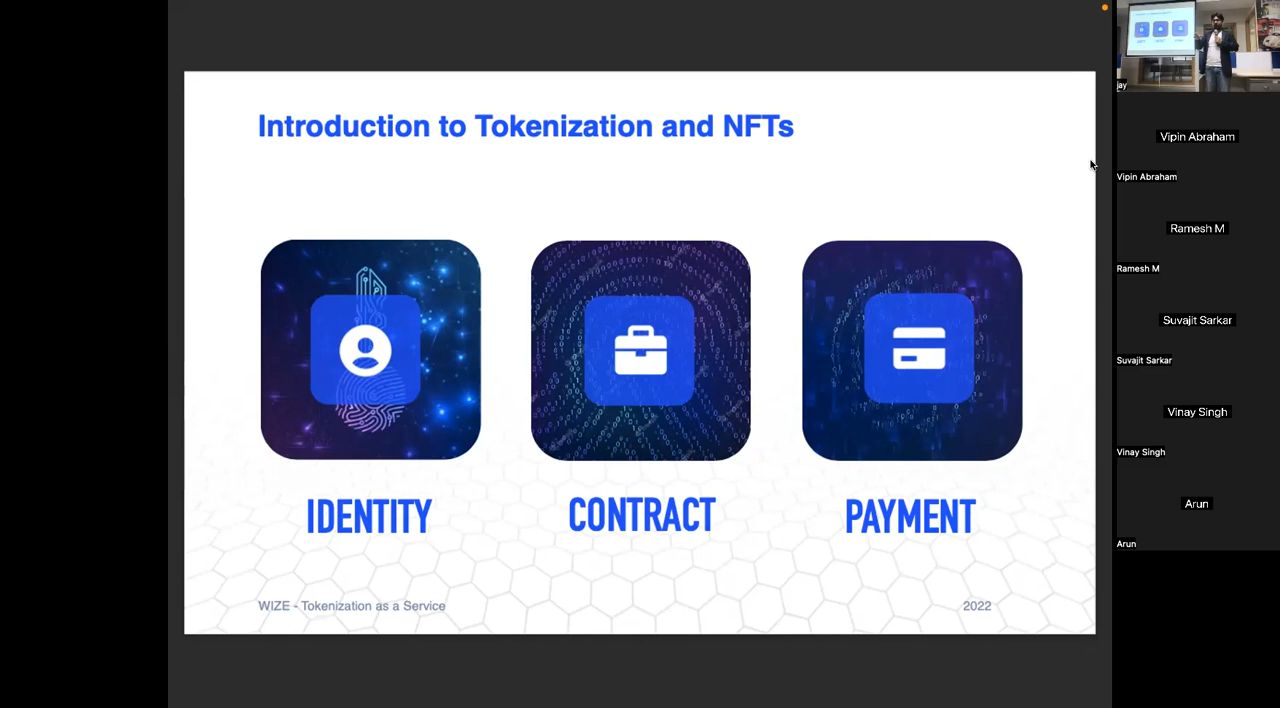 Introduction to Tokenization and NFTs
IDENTITY
CONTRACT
PAYMENT
WIZE - Tokenization as a Service
2022
jay
Vipin Abraham
Vipin Abraham
Ramesh M
Ramesh M
Suvajit Sarkar
Suvajit Sarkar
Vinay Singh
Vinay Singh
Arun
Arun